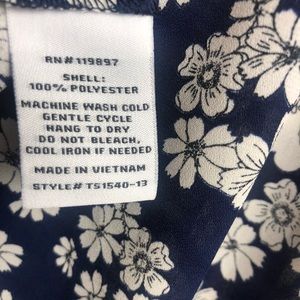 RN# 119897
SHELL:
100% POLYESTER
MACHINE WASH COLD
GENTLE CYCLE
HANG TO DRY
DO NOT BLEACH,
COOL IRON IF NEEDED
MADE IN VIETNAM
STYLE# TS1540-13